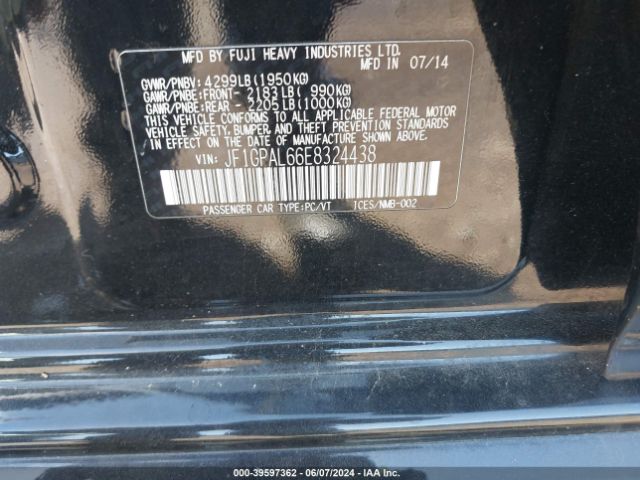 MFD BY FUJI HEAVY INDUSTRIES LTD.
MFD IN 07/14
GVWR/PNBV: 4299LB(1950KG)
GAWR/PNBE:FRONT- 2183LB( 990KG)
GAWR/PNBE:REAR - 2205LB(1000KG)
THIS VEHICLE CONFORMS TO ALL APPLICABLE FEDERAL MOTOR
VEHICLE SAFETY, BUMPER, AND THEFT PREVENTION STANDARDS
IN EFFECT ON THE DATE OF MANUFACTURE SHOWN ABOVE.
VIN: JF1GPAL66E8324438
PASSENGER CAR TYPE:PC/VT ICES/NMB-002
000-39597362 - 06/07/2024 - IAA Inc.